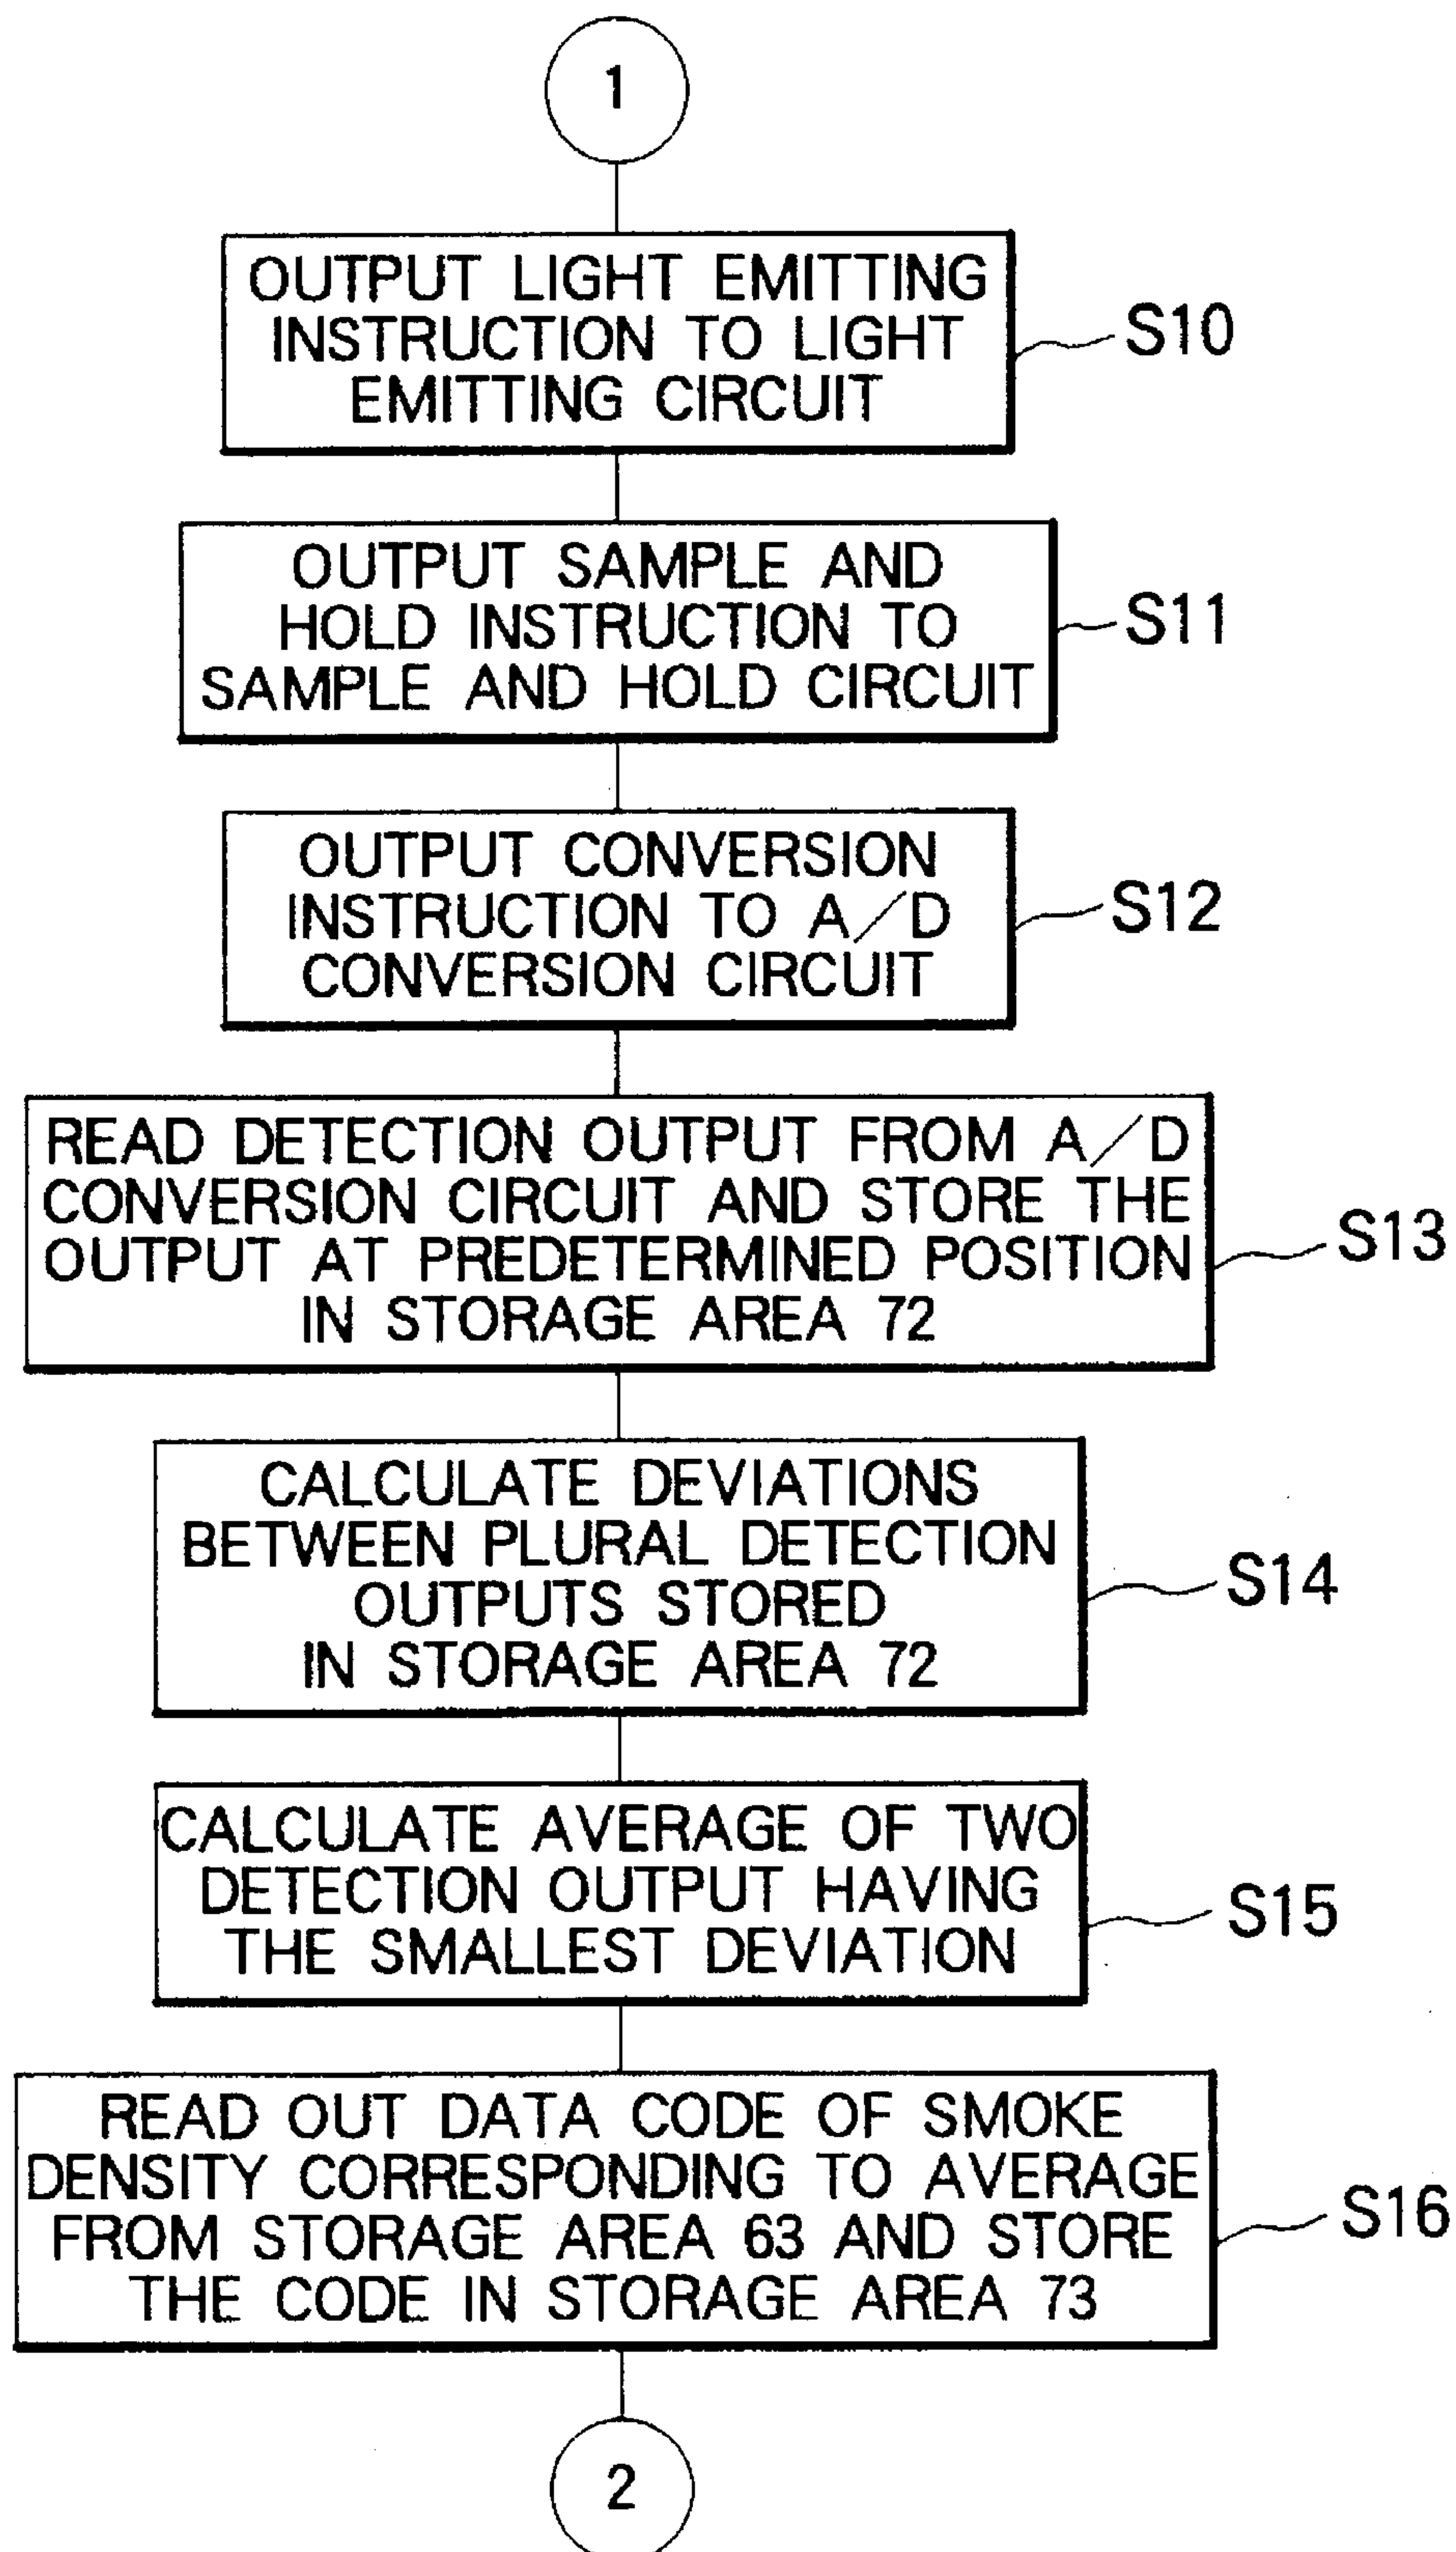 1
OUTPUT LIGHT EMITTING
INSTRUCTION TO LIGHT
EMITTING CIRCUIT
S10
OUTPUT SAMPLE AND
HOLD INSTRUCTION TO
SAMPLE AND HOLD CIRCUIT
S11
OUTPUT CONVERSION
INSTRUCTION TO A/D
CONVERSION CIRCUIT
S12
READ DETECTION OUTPUT FROM A/D
CONVERSION CIRCUIT AND STORE THE
OUTPUT AT PREDETERMINED POSITION
IN STORAGE AREA 72
S13
CALCULATE DEVIATIONS
BETWEEN PLURAL DETECTION
OUTPUTS STORED
IN STORAGE AREA 72
S14
CALCULATE AVERAGE OF TWO
DETECTION OUTPUT HAVING
THE SMALLEST DEVIATION
S15
READ OUT DATA CODE OF SMOKE
DENSITY CORRESPONDING TO AVERAGE
FROM STORAGE AREA 63 AND STORE
THE CODE IN STORAGE AREA 73
S16
2